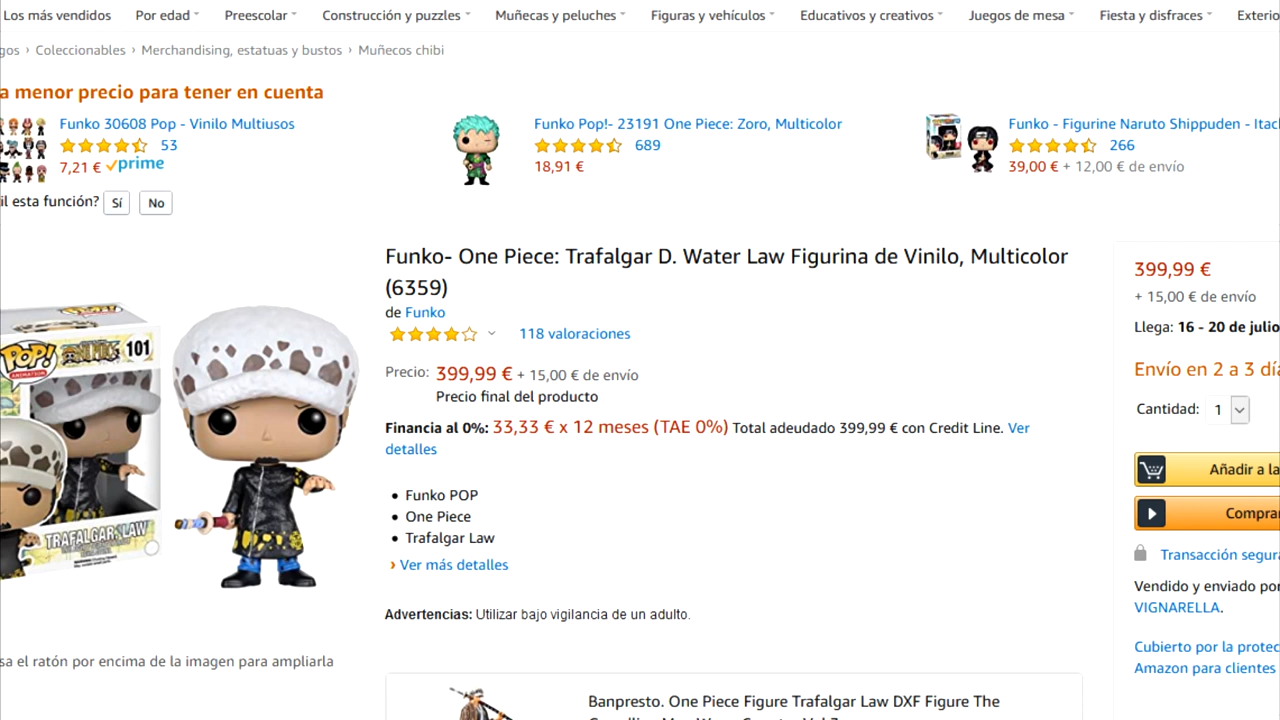 Los más vendidos Por edad Preescolar Construcción y puzzles Muñecas y peluches Figuras y vehículos Educativos y creativos Juegos de mesa Fiesta y disfraces Exterio
gos › Coleccionables › Merchandising, estatuas y bustos › Muñecos chibi
a menor precio para tener en cuenta
Funko 30608 Pop - Vinilo Multiusos
53
7,21 € prime
Funko Pop!- 23191 One Piece: Zoro, Multicolor
689
18,91 €
Funko - Figurine Naruto Shippuden - Itac
266
39,00 € + 12,00 € de envío
il esta función? Sí No
Funko- One Piece: Trafalgar D. Water Law Figurina de Vinilo, Multicolor
(6359)
de Funko
118 valoraciones
Precio: 399,99 € + 15,00 € de envío
Precio final del producto
Financia al 0%: 33,33 € x 12 meses (TAE 0%) Total adeudado 399,99 € con Credit Line. Ver
detalles
• Funko POP
• One Piece
• Trafalgar Law
› Ver más detalles
Advertencias: Utilizar bajo vigilancia de un adulto.
POP!
ANIMATION
ONE PIECE
101
TRAFALGAR LAW
sa el ratón por encima de la imagen para ampliarla
399,99 €
+ 15,00 € de envío
Llega: 16 - 20 de julio
Envío en 2 a 3 día
Cantidad: 1
Añadir a la
Comprar
Transacción segura
Vendido y enviado por
VIGNARELLA.
Cubierto por la protec
Amazon para clientes
Banpresto. One Piece Figure Trafalgar Law DXF Figure The